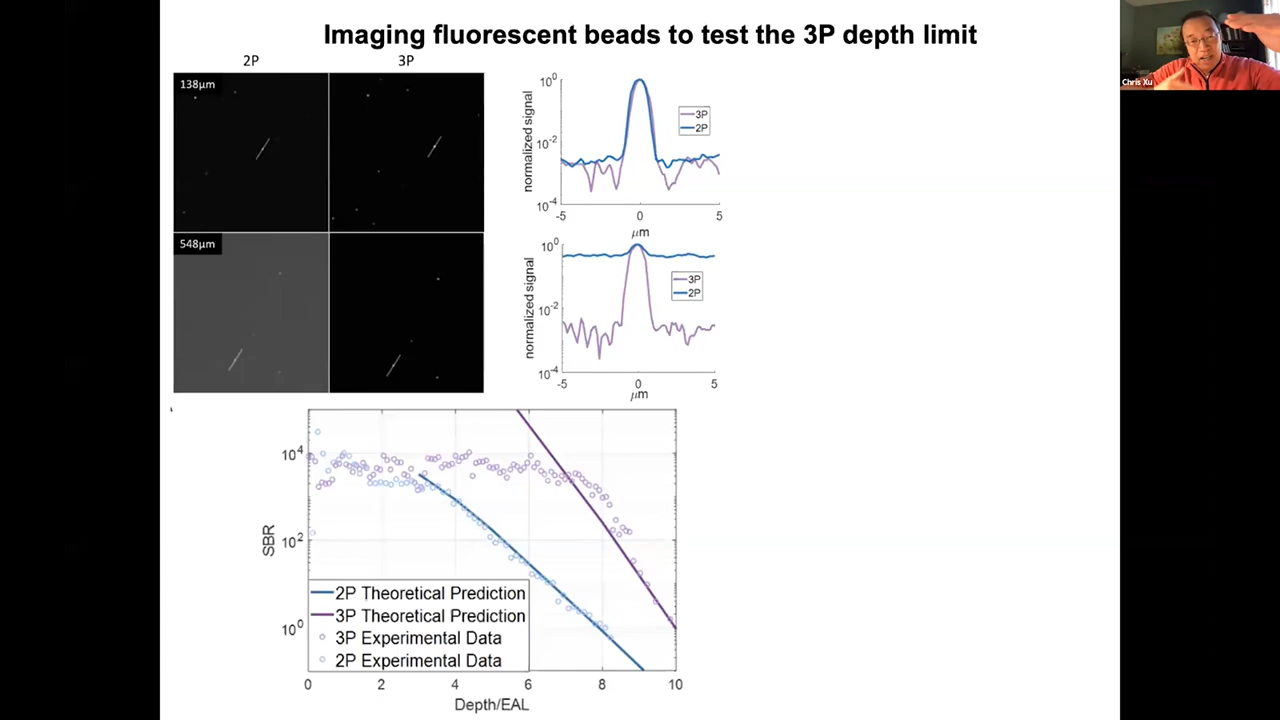 Imaging fluorescent beads to test the 3P depth limit
2P
3P
138μm
548μm
10^0
10^-2
10^-4
normalized signal
3P
2P
-5
0
5
μm
10^0
10^-2
10^-4
normalized signal
3P
2P
-5
0
5
μm
10^4
10^2
10^0
SBR
2P Theoretical Prediction
3P Theoretical Prediction
3P Experimental Data
2P Experimental Data
0
2
4
6
8
10
Depth/EAL
Chris Xu